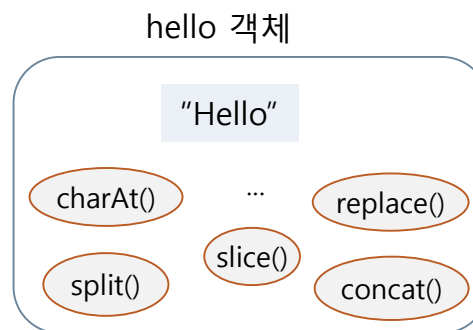 hello 객체
“Hello”
charAt()
...
replace()
slice()
split()
concat()